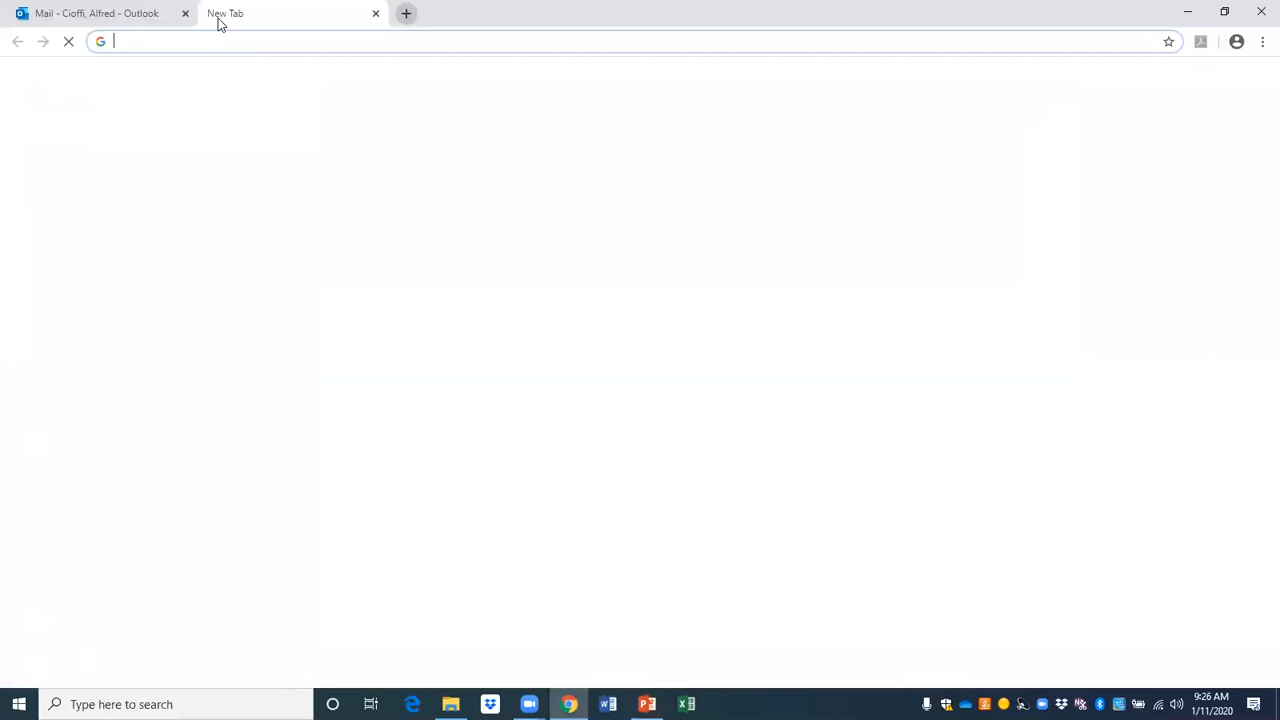 Mail - Cioffi, Alfred - Outlook
New Tab
Type here to search
9:26 AM
1/11/2020